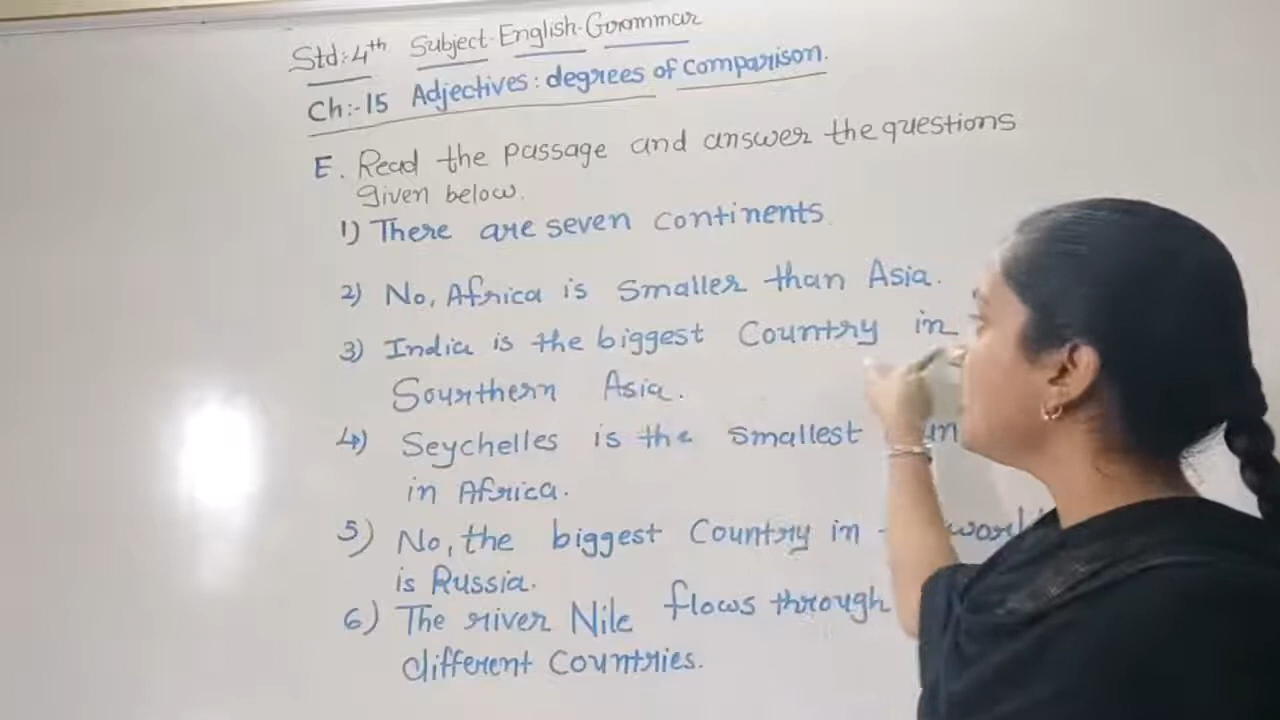 Std:-4th Subject-English-Grammar
Ch:-15 Adjectives: degrees of comparison.
E. Read the passage and answer the questions
given below.
1) There are seven continents
2) No, Africa is smaller than Asia.
3) India is the biggest Country in
Sourthern Asia.
4) Seychelles is the smallest
in Africa.
5) No, the biggest Country in world
is Russia.
6) The river Nile flows through
different Countries.